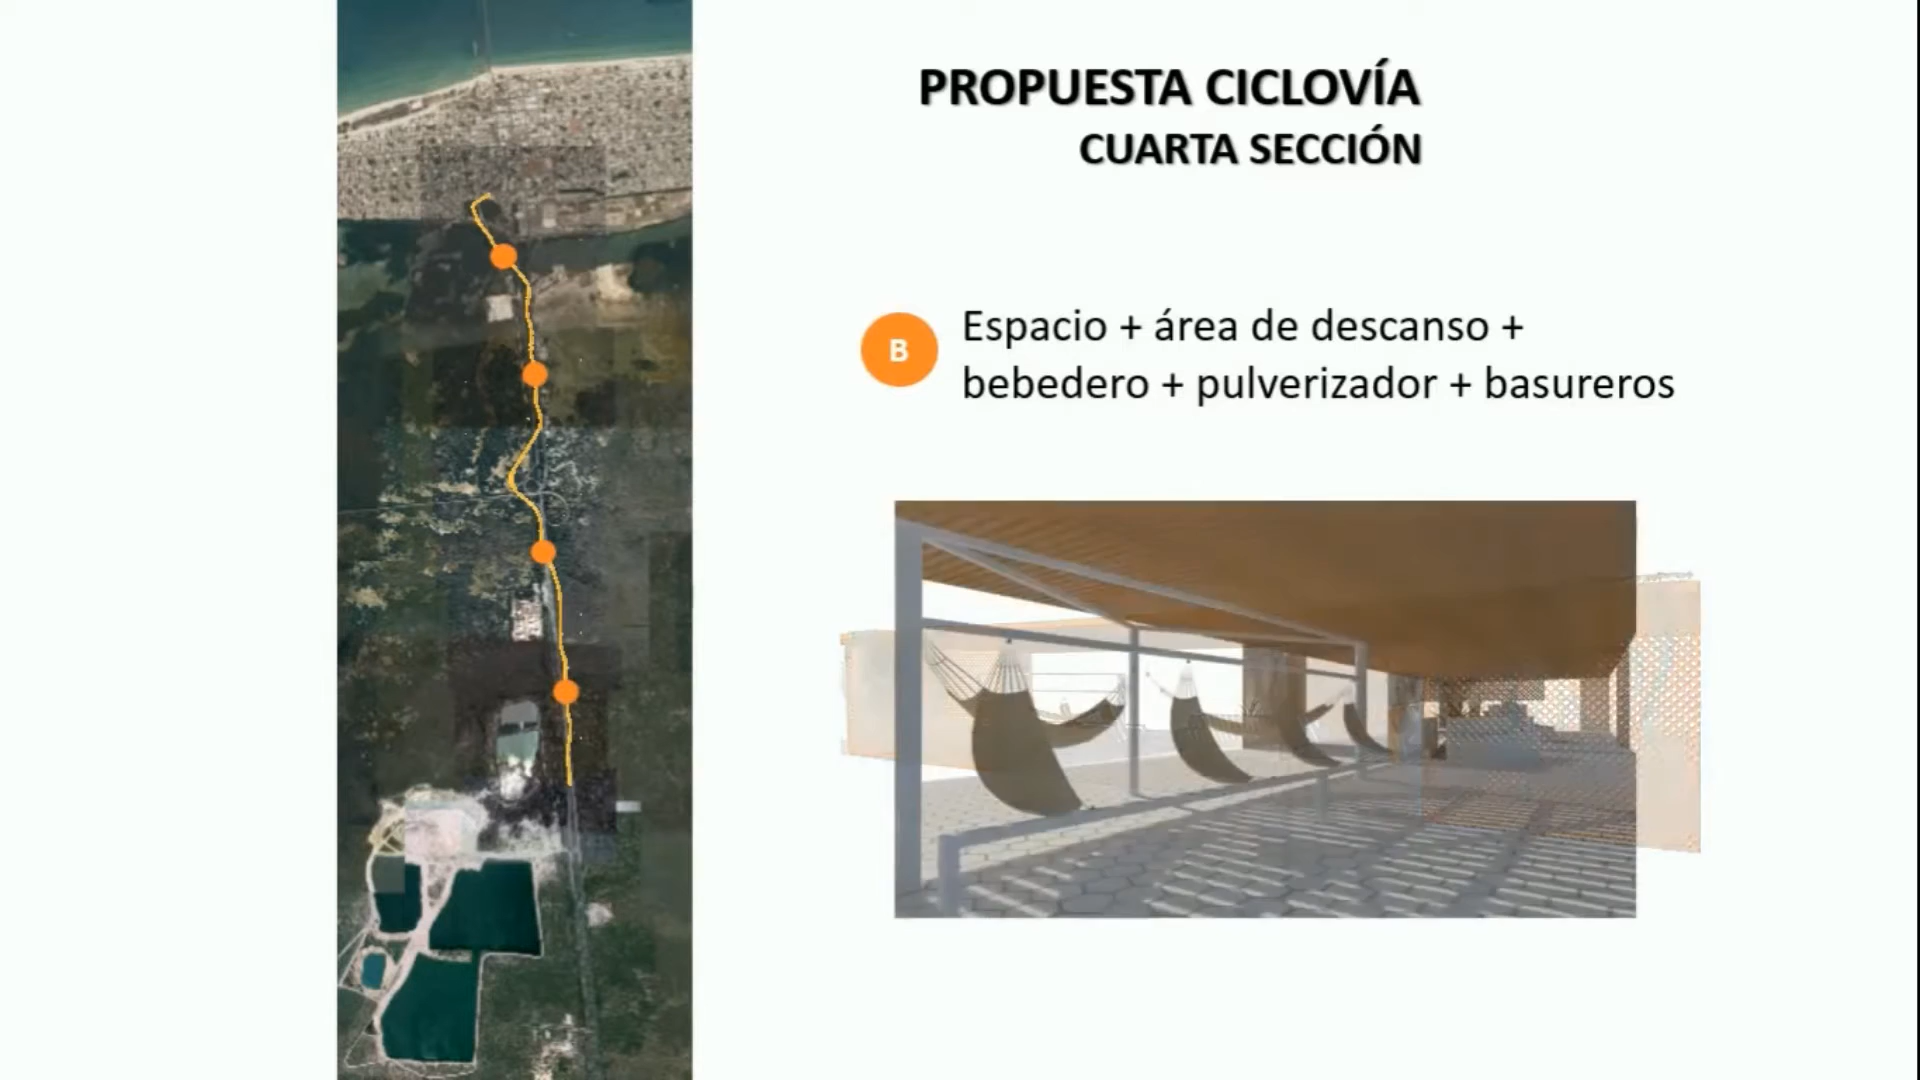 PROPUESTA CICLOVÍA
CUARTA SECCIÓN
B
Espacio + área de descanso +
bebedero + pulverizador + basureros